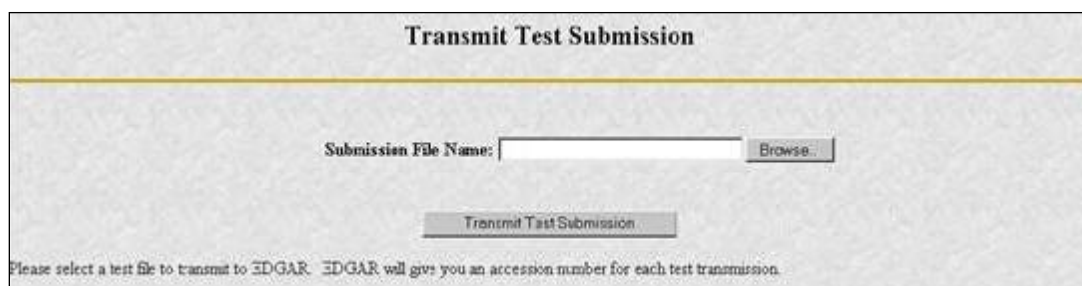 Transmit Test Submission
Submission File Name: Browse...
Transmit Test Submission
Please select a test file to transmit to EDGAR. EDGAR will give you an accession number for each test transmission.